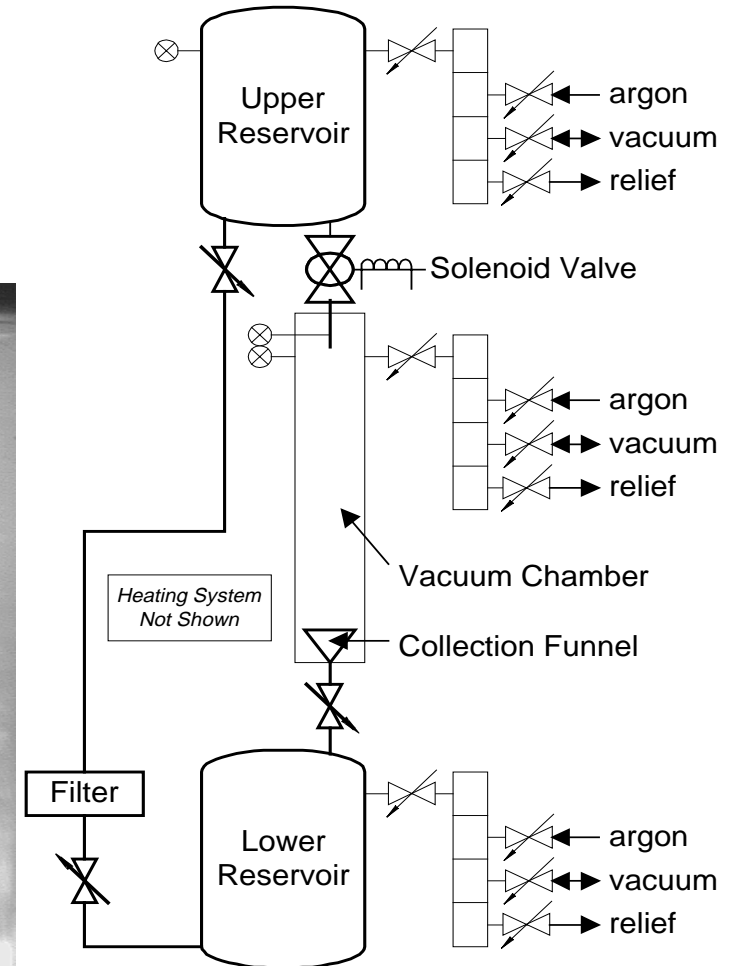 Upper
Reservoir
argon
vacuum
relief
Solenoid Valve
argon
vacuum
relief
Vacuum Chamber
Heating System
Not Shown
Collection Funnel
Filter
Lower
Reservoir
argon
vacuum
relief